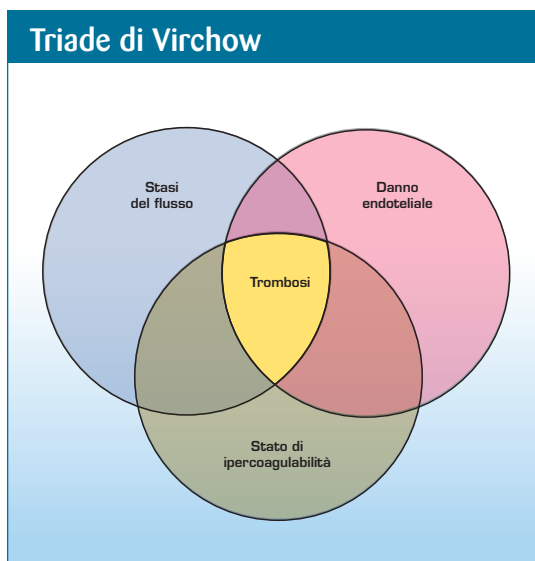 Triade di Virchow
Stasi
del flusso
Danno
endoteliale
Trombosi
Stato di
ipercoagulabilità